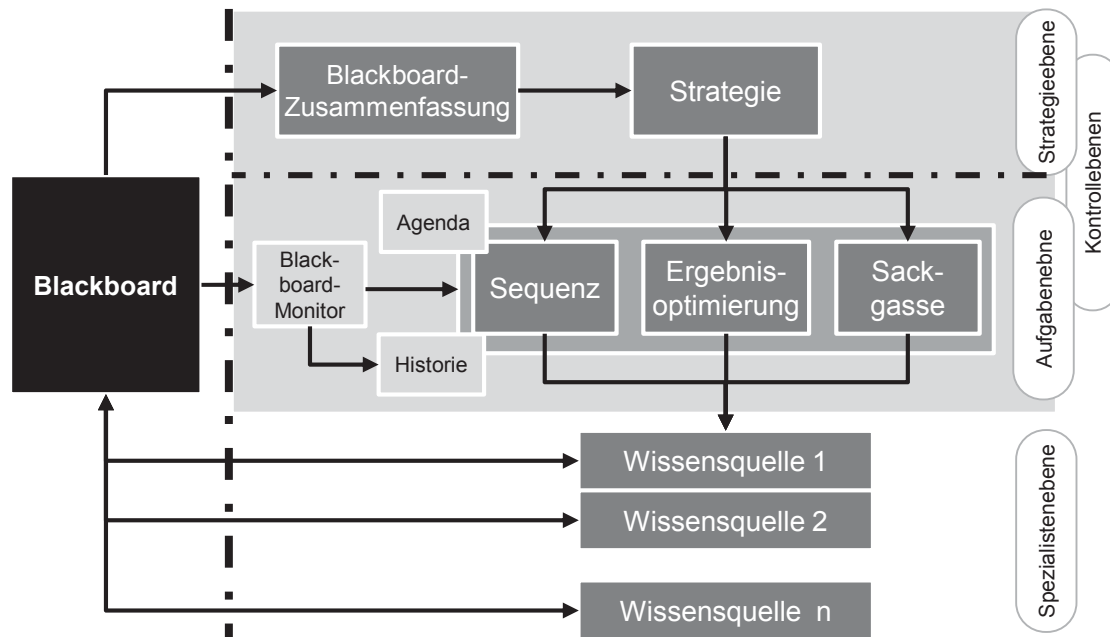 Blackboard-
Zusammenfassung
Strategie
Strategieebene
Kontrollebenen
Blackboard
Agenda
Black-
board-
Monitor
Historie
Sequenz
Ergebnis-
optimierung
Sack-
gasse
Aufgabenebne
Wissensquelle 1
Wissensquelle 2
Wissensquelle n
Spezialistenebene